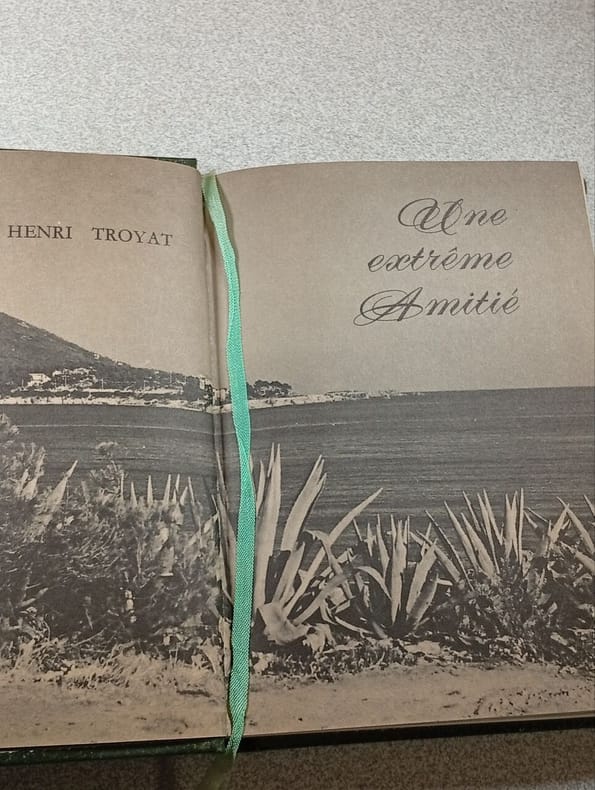 HENRI TROYAT
Une
extrême
Amitié